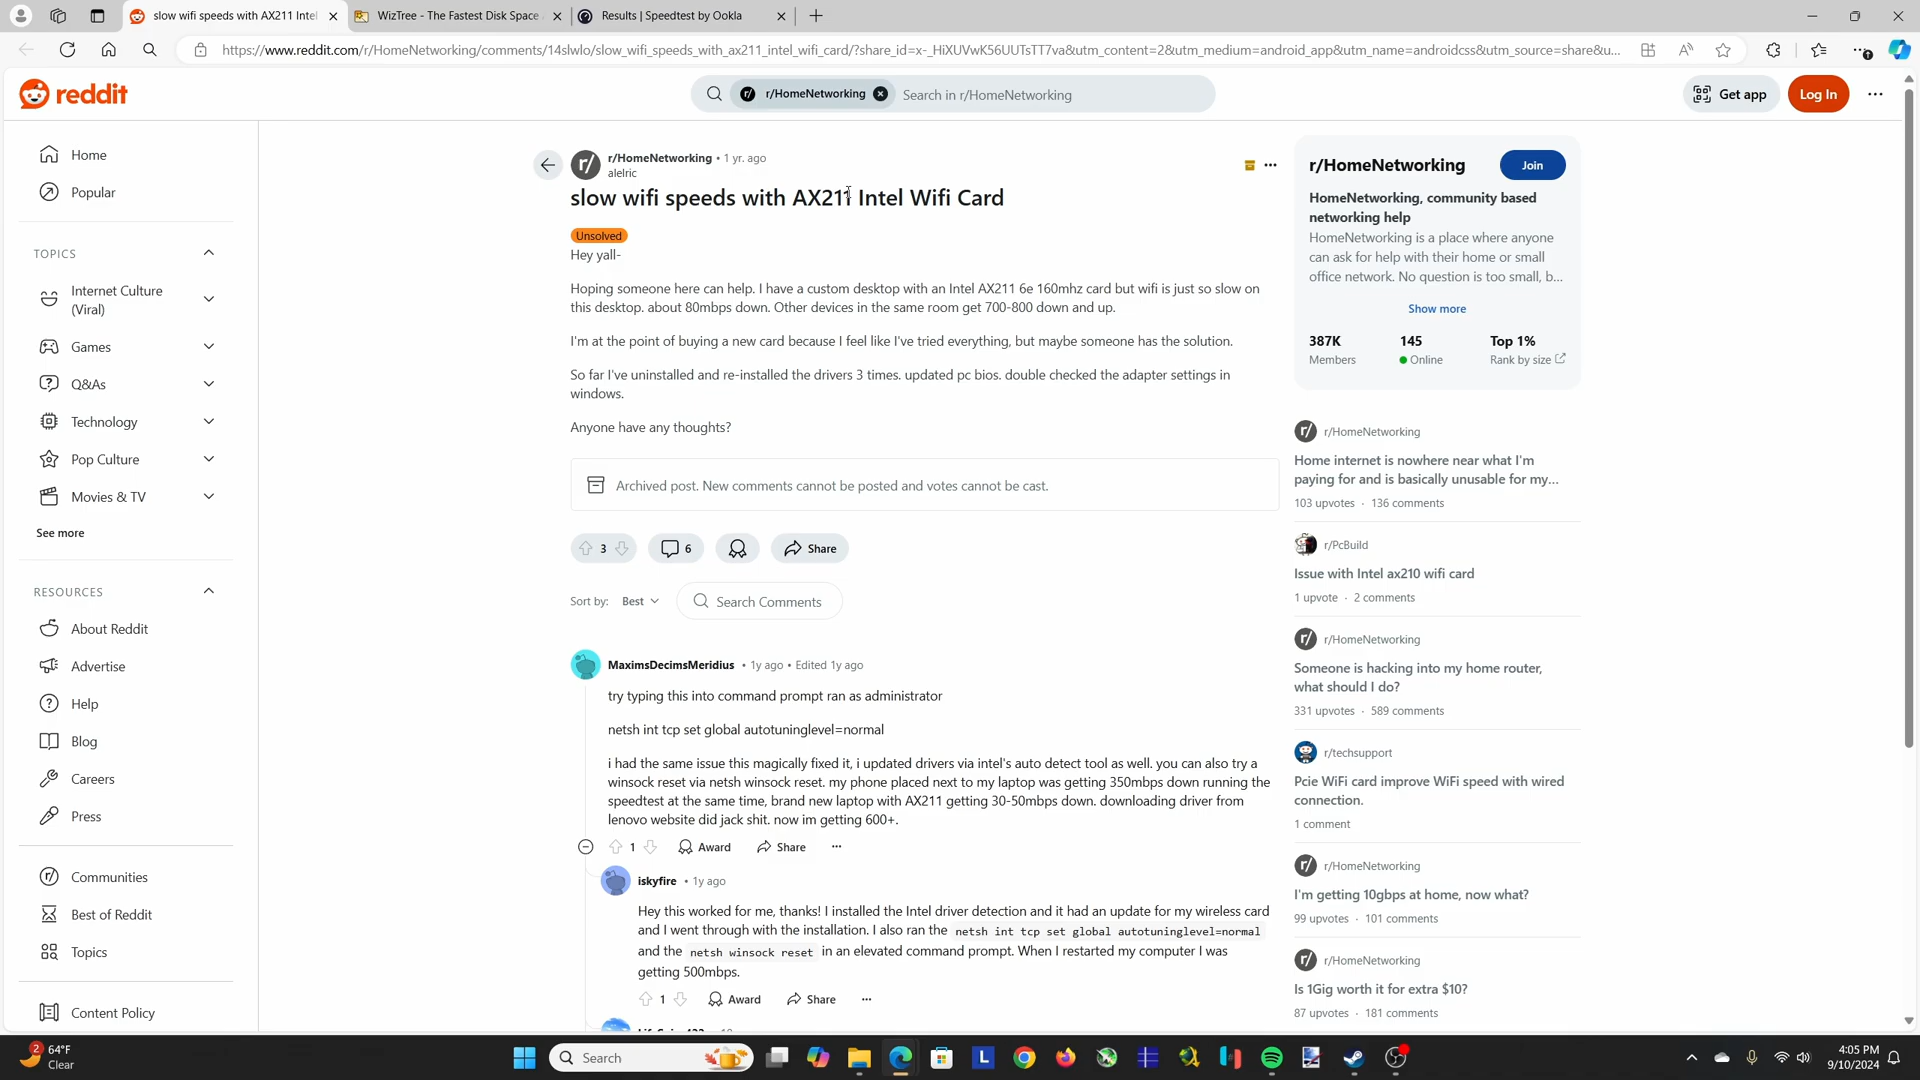 slow wifi speeds with AX211 Intel
WizTree - The Fastest Disk Space
Results | Speedtest by Ookla
https://www.reddit.com/r/HomeNetworking/comments/14slwlo/slow_wifi_speeds_with_ax211_intel_wifi_card/?share_id=x-_HiXUVwK56UUTsTT7va&utm_content=2&utm_medium=android_app&utm_name=androidcss&utm_source=share&u...
reddit
r/HomeNetworking
Search in r/HomeNetworking
Get app
Log In
Home
Popular
TOPICS
Internet Culture
(Viral)
Games
Q&As
Technology
Pop Culture
Movies & TV
See more
RESOURCES
About Reddit
Advertise
Help
Blog
Careers
Press
Communities
Best of Reddit
Topics
Content Policy
r/HomeNetworking • 1 yr. ago
alelric
slow wifi speeds with AX211 Intel Wifi Card
Unsolved
Hey yall-
Hoping someone here can help. I have a custom desktop with an Intel AX211 6e 160mhz card but wifi is just so slow on
this desktop. about 80mbps down. Other devices in the same room get 700-800 down and up.
I'm at the point of buying a new card because I feel like I've tried everything, but maybe someone has the solution.
So far I've uninstalled and re-installed the drivers 3 times. updated pc bios. double checked the adapter settings in
windows.
Anyone have any thoughts?
Archived post. New comments cannot be posted and votes cannot be cast.
3
6
Share
Sort by: Best
Search Comments
MaximsDecimsMeridius • 1y ago • Edited 1y ago
try typing this into command prompt ran as administrator
netsh int tcp set global autotuninglevel=normal
i had the same issue this magically fixed it, i updated drivers via intel's auto detect tool as well. you can also try a
winsock reset via netsh winsock reset. my phone placed next to my laptop was getting 350mbps down running the
speedtest at the same time, brand new laptop with AX211 getting 30-50mbps down. downloading driver from
lenovo website did jack shit. now im getting 600+.
1 Award Share
iskyfire • 1y ago
Hey this worked for me, thanks! I installed the Intel driver detection and it had an update for my wireless card
and I went through with the installation. I also ran the netsh int tcp set global autotuninglevel=normal
and the netsh winsock reset in an elevated command prompt. When I restarted my computer I was
getting 500mbps.
1 Award Share
r/HomeNetworking
Join
HomeNetworking, community based
networking help
HomeNetworking is a place where anyone
can ask for help with their home or small
office network. No question is too small, b...
Show more
387K 145 Top 1%
Members Online Rank by size
r/HomeNetworking
Home internet is nowhere near what I'm
paying for and is basically unusable for my...
103 upvotes · 136 comments
r/PcBuild
Issue with Intel ax210 wifi card
1 upvote · 2 comments
r/HomeNetworking
Someone is hacking into my home router,
what should I do?
331 upvotes · 589 comments
r/techsupport
Pcie WiFi card improve WiFi speed with wired
connection.
1 comment
r/HomeNetworking
I'm getting 10gbps at home, now what?
99 upvotes · 101 comments
r/HomeNetworking
Is 1Gig worth it for extra $10?
87 upvotes · 181 comments
2
64°F
Clear
Search
L
4:05 PM
9/10/2024